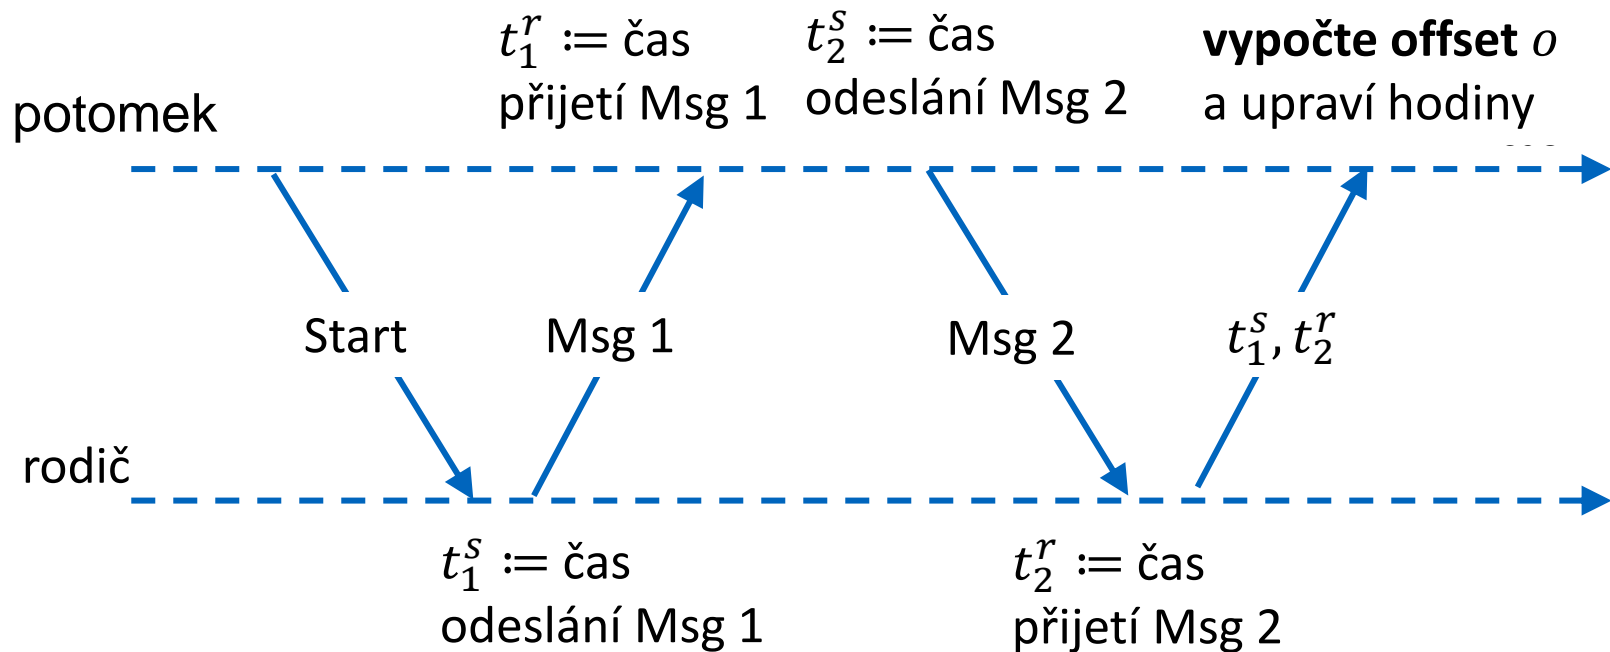 t₁ʳ ≔ čas
přijetí Msg 1
t₂ˢ ≔ čas
odeslání Msg 2
vypočte offset o
a upraví hodiny
potomek
Start
Msg 1
Msg 2
t₁ˢ, t₂ʳ
rodič
t₁ˢ ≔ čas
odeslání Msg 1
t₂ʳ ≔ čas
přijetí Msg 2